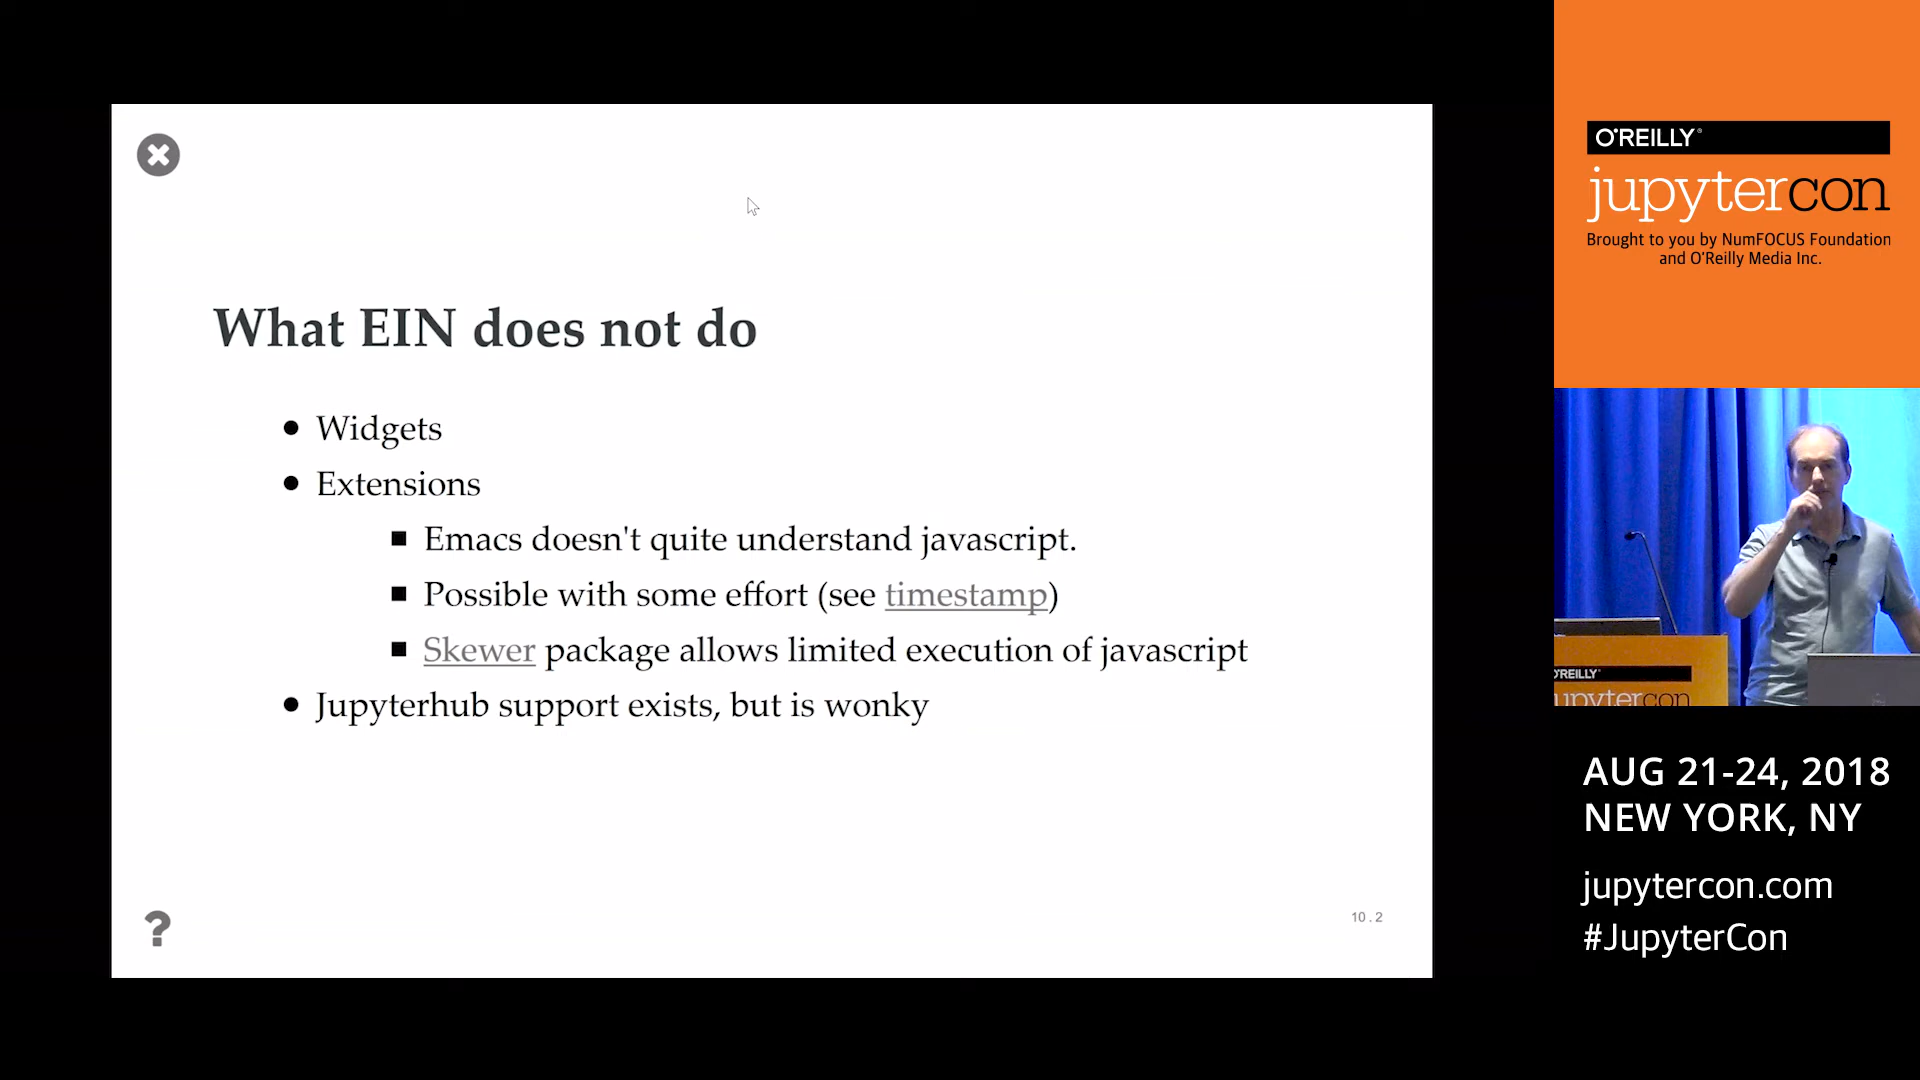 What EIN does not do
• Widgets
• Extensions
▪ Emacs doesn't quite understand javascript.
▪ Possible with some effort (see timestamp)
▪ Skewer package allows limited execution of javascript
• Jupyterhub support exists, but is wonky
10.2
?
O'REILLY®
jupytercon
Brought to you by NumFOCUS Foundation
and O'Reilly Media Inc.
O'REILLY
jupytercon
AUG 21-24, 2018
NEW YORK, NY
jupytercon.com
#JupyterCon